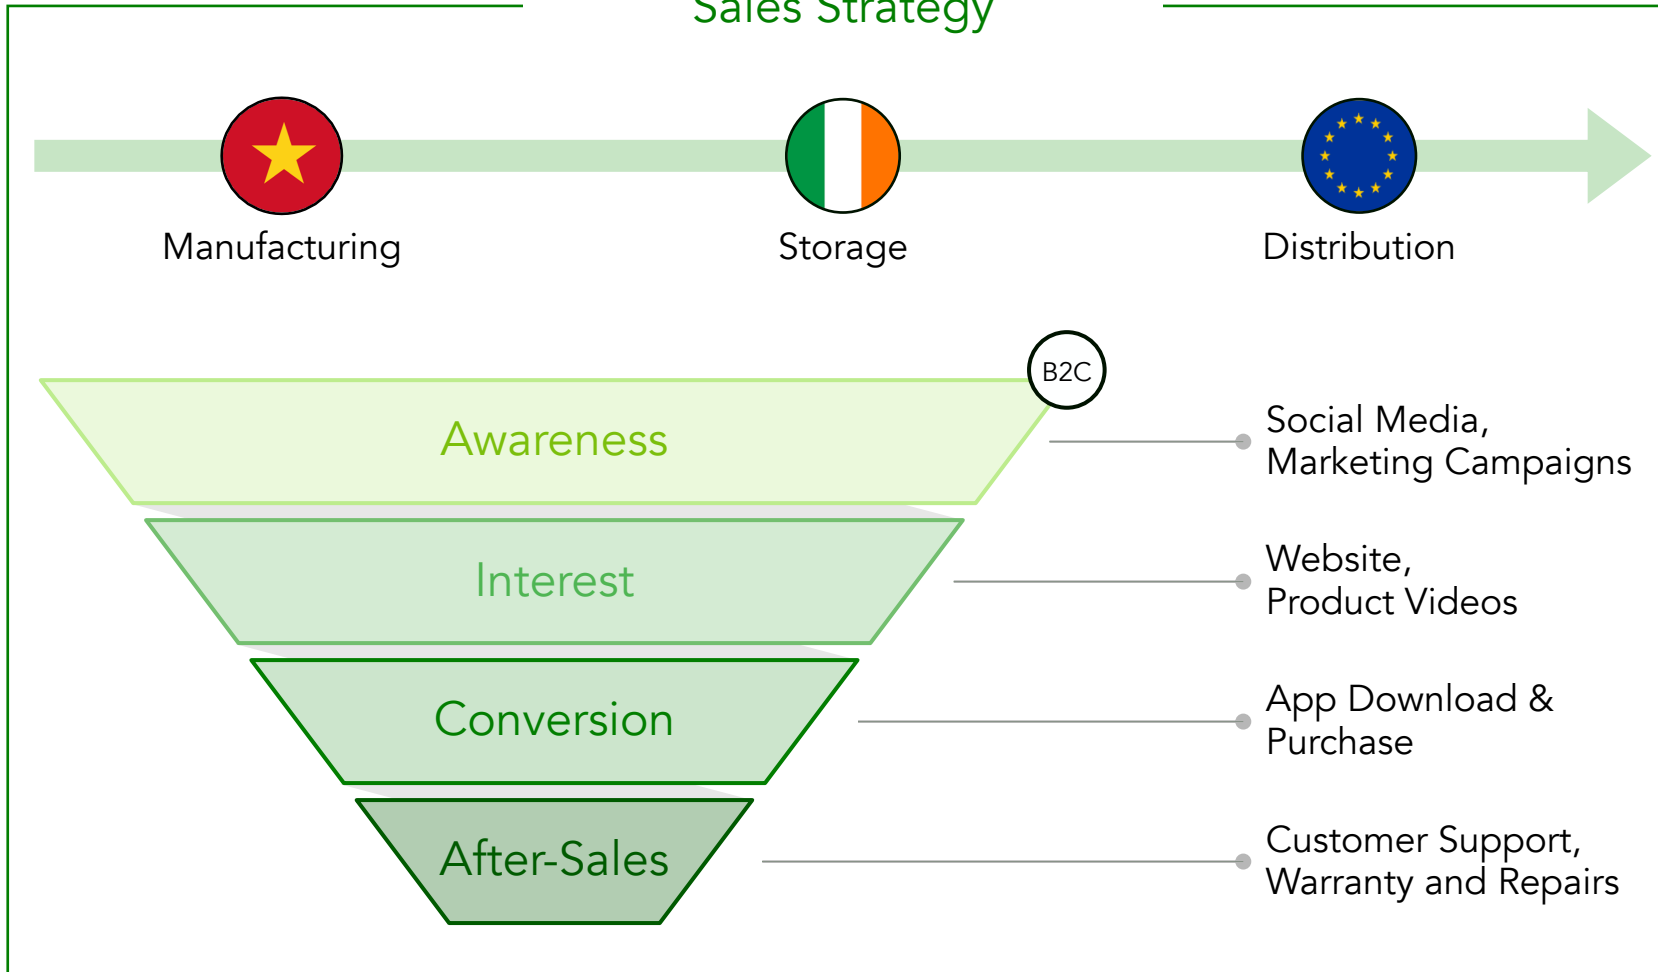 Sales Strategy
Manufacturing
Storage
Distribution
B2C
Awareness
Social Media,
Marketing Campaigns
Interest
Website,
Product Videos
Conversion
App Download &
Purchase
After-Sales
Customer Support,
Warranty and Repairs